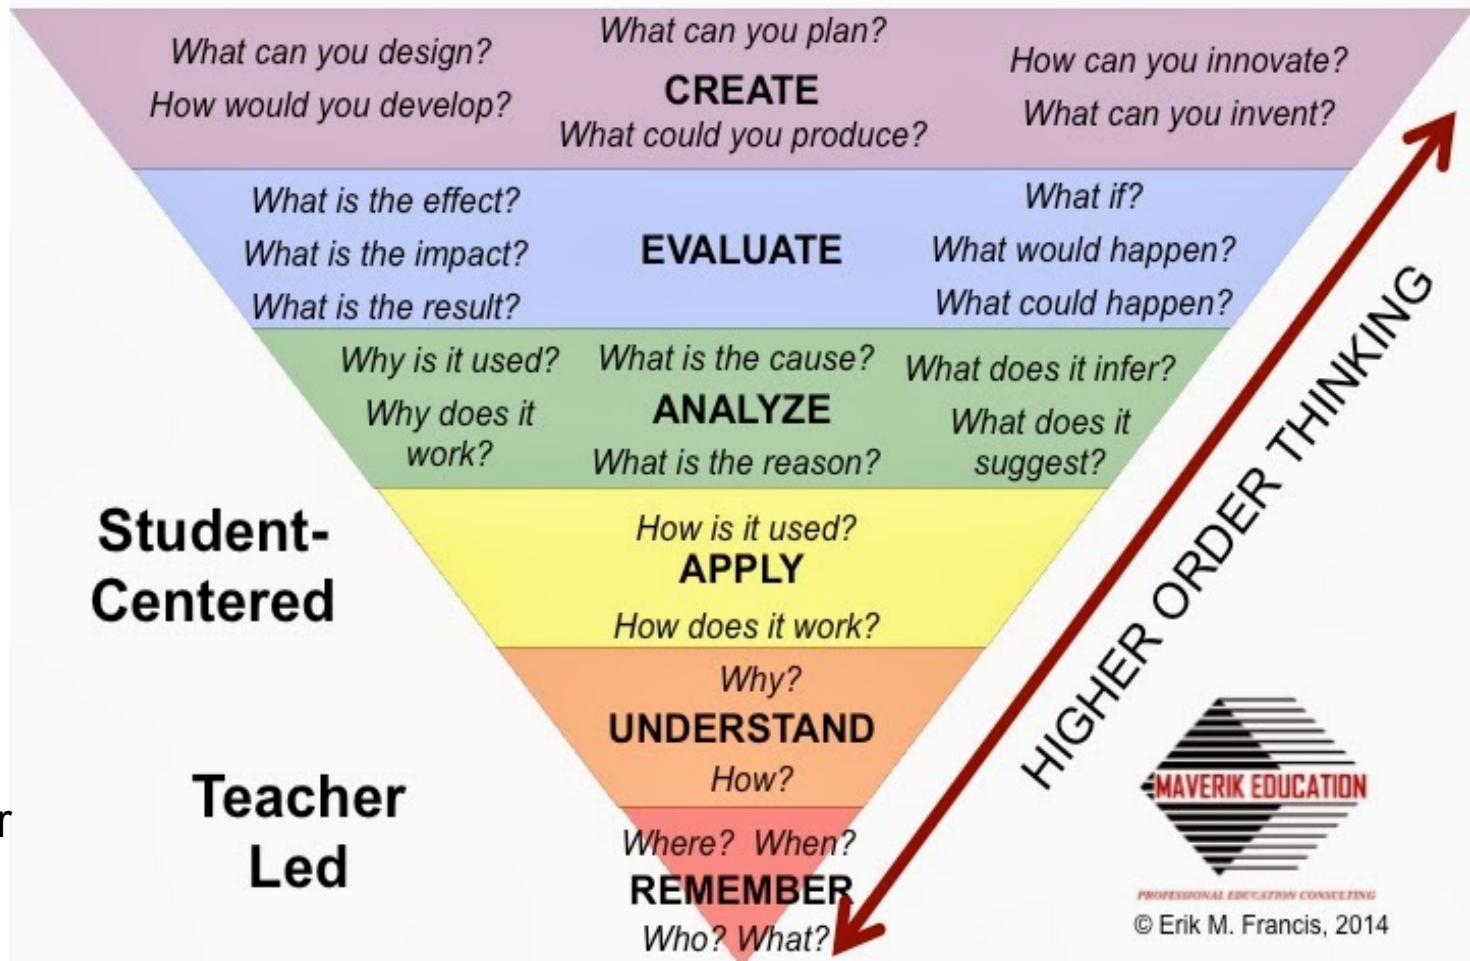 What can you design?
How would you develop?
What can you plan?
CREATE
What could you produce?
How can you innovate?
What can you invent?
What is the effect?
What is the impact?
What is the result?
EVALUATE
What if?
What would happen?
What could happen?
Why is it used?
Why does it
work?
What is the cause?
ANALYZE
What is the reason?
What does it infer?
What does it
suggest?
How is it used?
APPLY
How does it work?
Why?
UNDERSTAND
How?
Where? When?
REMEMBER
Who? What?
Student-
Centered
Teacher
Led
r
HIGHER ORDER THINKING
MAVERIK EDUCATION
PROFESSIONAL EDUCATION CONSULTING
© Erik M. Francis, 2014